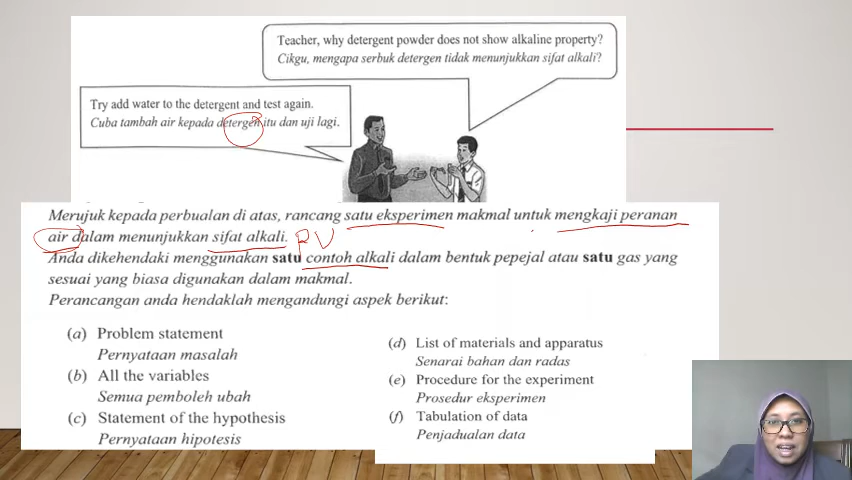 Teacher, why detergent powder does not show alkaline property?
Cikgu, mengapa serbuk detergen tidak menunjukkan sifat alkali?
Try add water to the detergent and test again.
Cuba tambah air kepada detergen itu dan uji lagi.
Merujuk kepada perbualan di atas, rancang satu eksperimen makmal untuk mengkaji peranan
air dalam menunjukkan sifat alkali. RV
Anda dikehendaki menggunakan satu contoh alkali dalam bentuk pepejal atau satu gas yang
sesuai yang biasa digunakan dalam makmal.
Perancangan anda hendaklah mengandungi aspek berikut:
(a) Problem statement
Pernyataan masalah
(b) All the variables
Semua pemboleh ubah
(c) Statement of the hypothesis
Pernyataan hipotesis
(d) List of materials and apparatus
Senarai bahan dan radas
(e) Procedure for the experiment
Prosedur eksperimen
(f) Tabulation of data
Penjadualan data